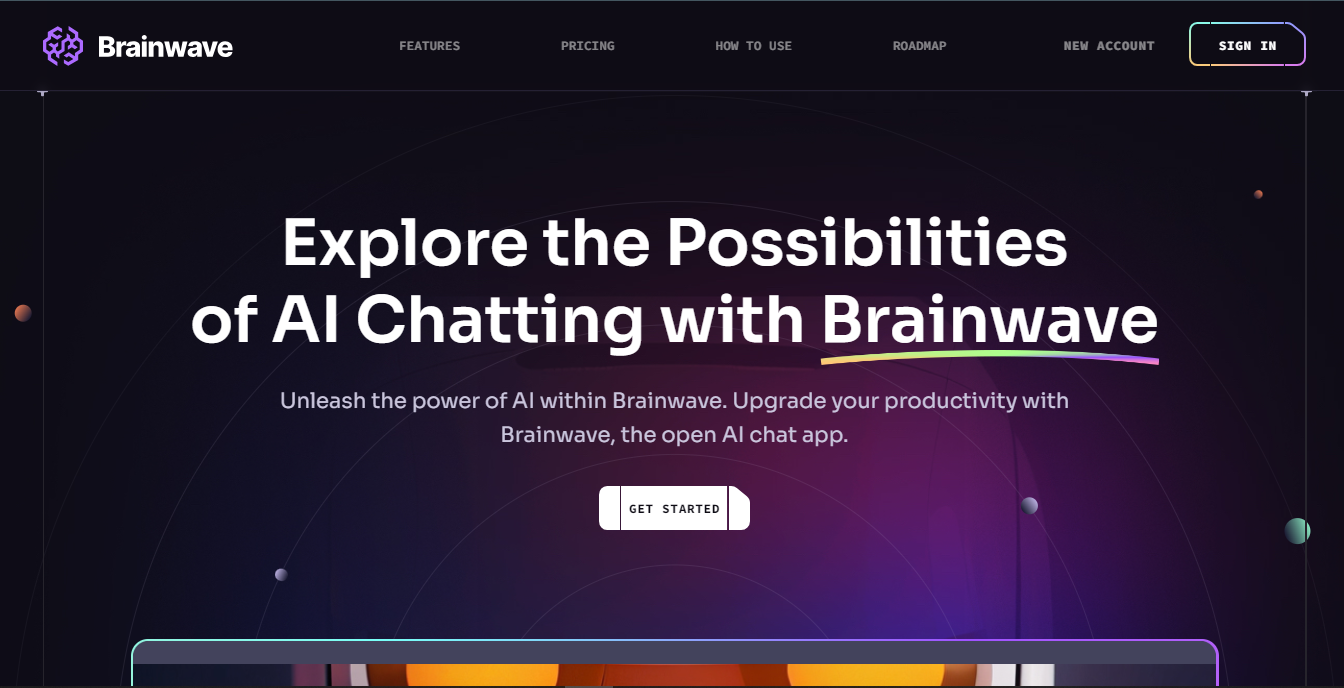 Brainwave
FEATURES
PRICING
HOW TO USE
ROADMAP
NEW ACCOUNT
SIGN IN
Explore the Possibilities
of AI Chatting with Brainwave
Unleash the power of AI within Brainwave. Upgrade your productivity with
Brainwave, the open AI chat app.
GET STARTED